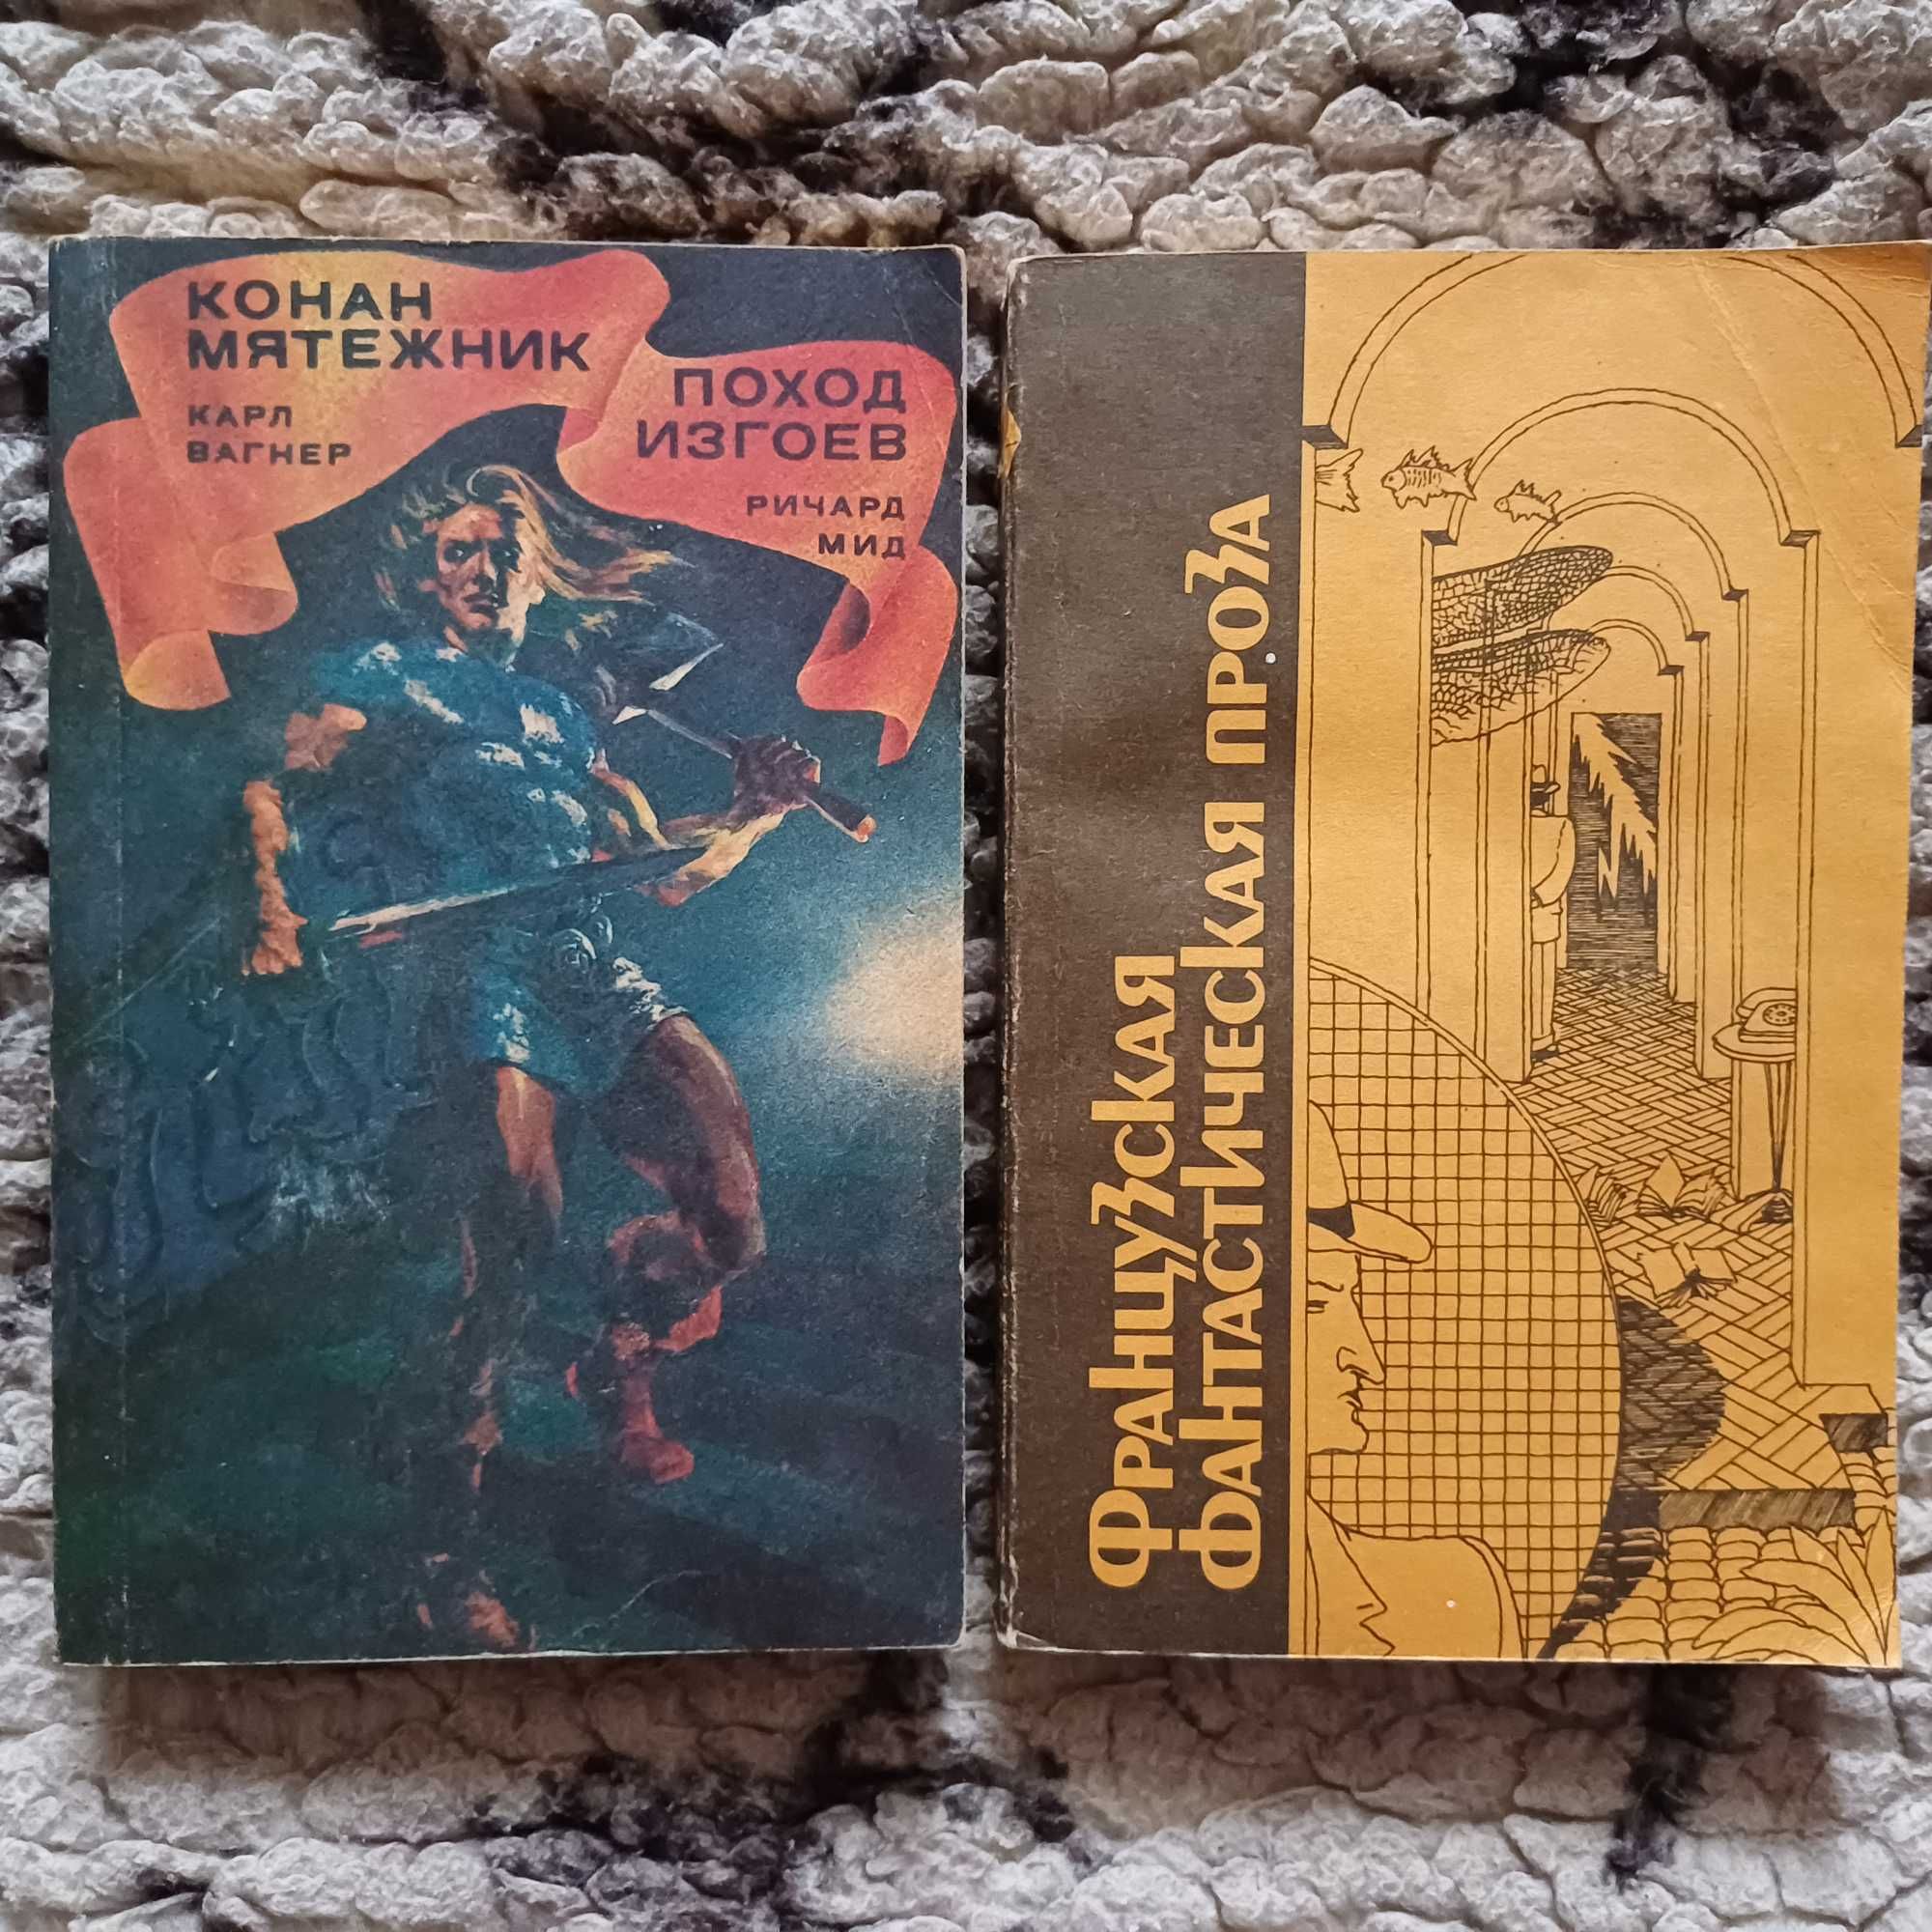 КОНАН
МЯТЕЖНИК
КАРЛ
ВАГНЕР
ПОХОД
ИЗГОЕВ
РИЧАРД
МИД
Французская
фантастическая проза